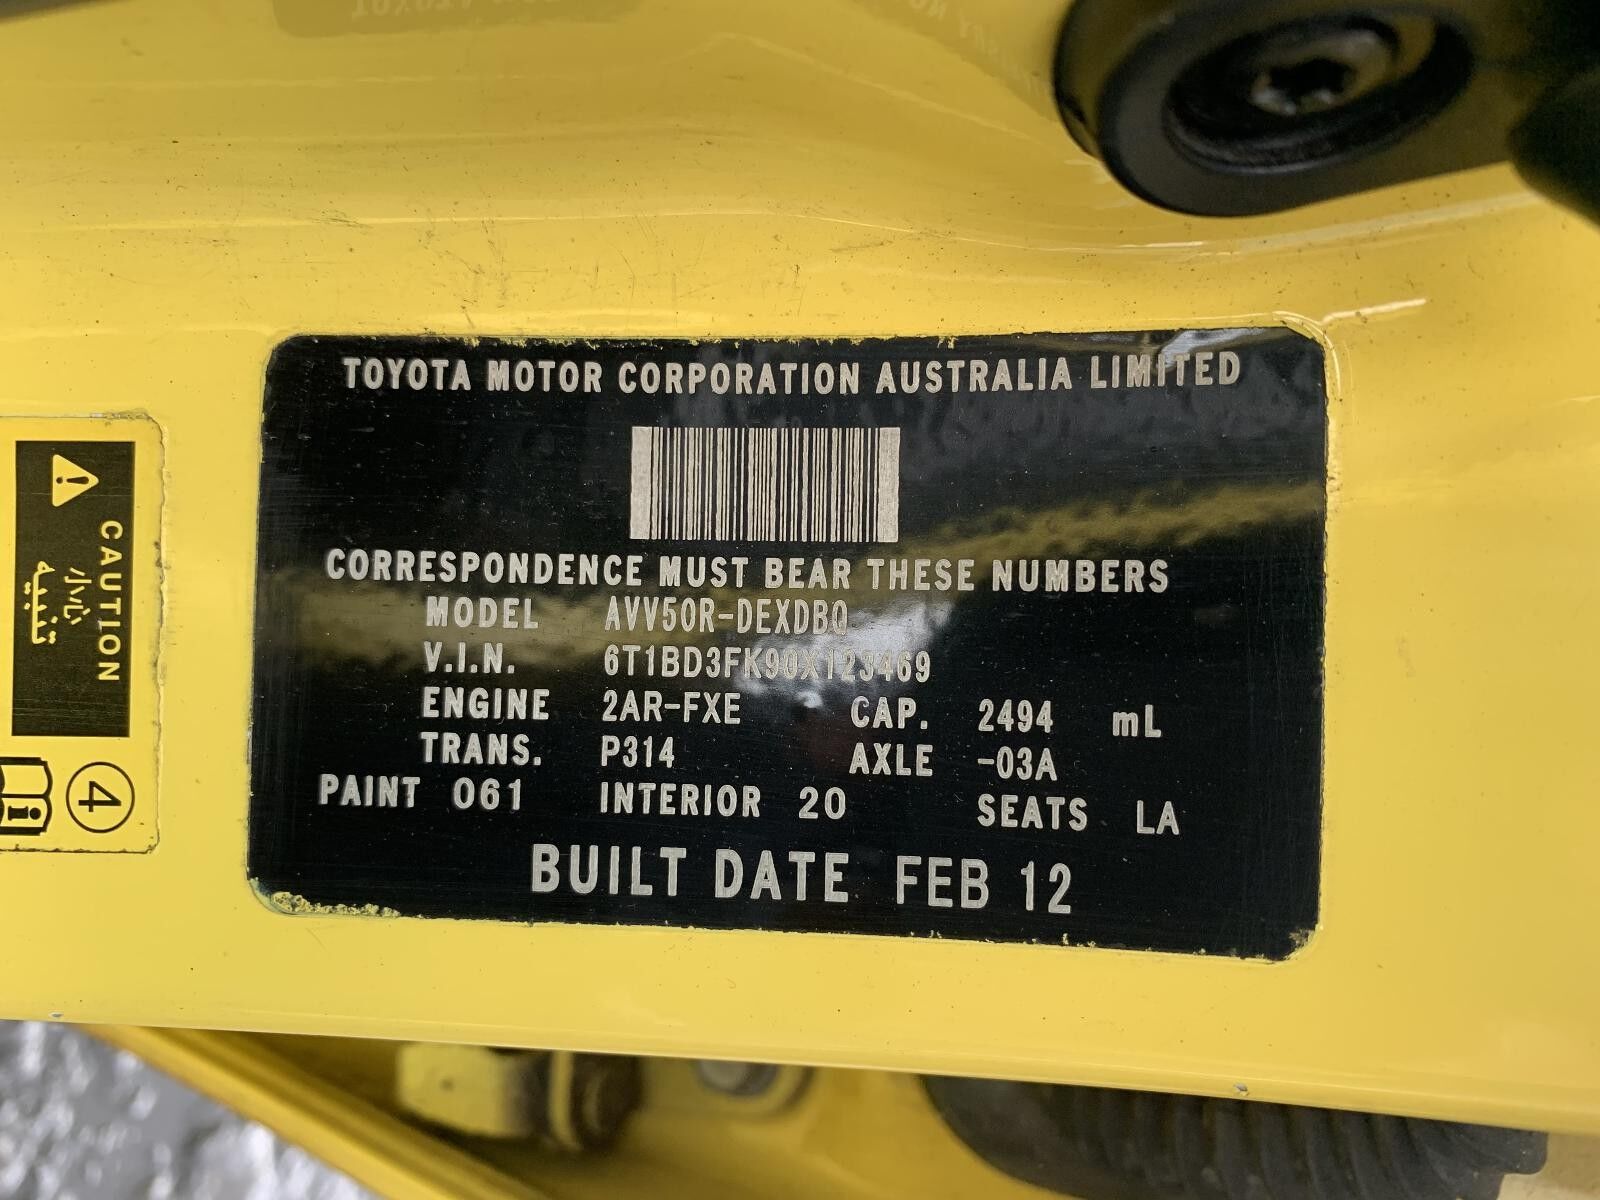 TOYOTA MOTOR CORPORATION AUSTRALIA LIMITED
CORRESPONDENCE MUST BEAR THESE NUMBERS
MODEL AVV50R-DEXDBQ
V.I.N. 6T1BD3FK90X123469
ENGINE 2AR-FXE CAP. 2494 mL
TRANS. P314 AXLE -03A
PAINT 061 INTERIOR 20 SEATS LA
BUILT DATE FEB 12
CAUTION
تنبيه
4